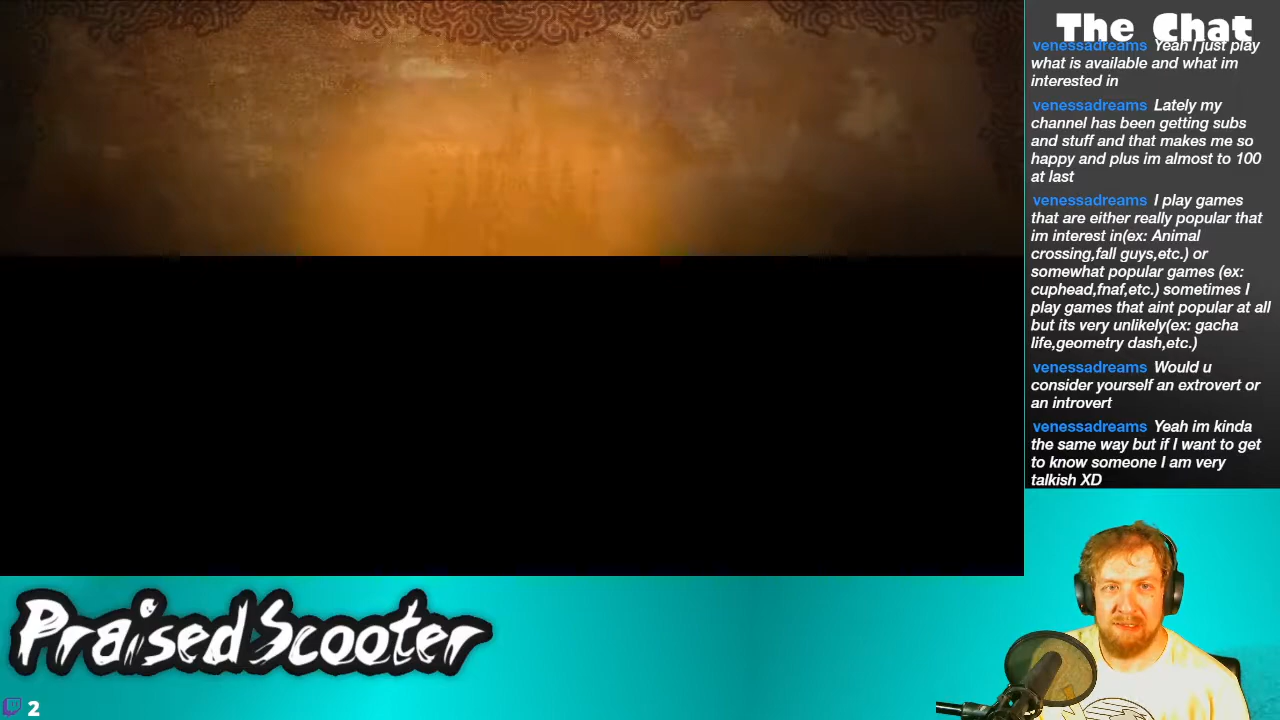 The Chat
venessadreams Yeah I just play
what is available and what im
interested in
venessadreams Lately my
channel has been getting subs
and stuff and that makes me so
happy and plus im almost to 100
at last
venessadreams I play games
that are either really popular that
im interest in(ex: Animal
crossing,fall guys,etc.) or
somewhat popular games (ex:
cuphead,fnaf,etc.) sometimes I
play games that aint popular at all
but its very unlikely(ex: gacha
life,geometry dash,etc.)
venessadreams Would u
consider yourself an extrovert or
an introvert
venessadreams Yeah im kinda
the same way but if I want to get
to know someone I am very
talkish XD
PraisedScooter
2